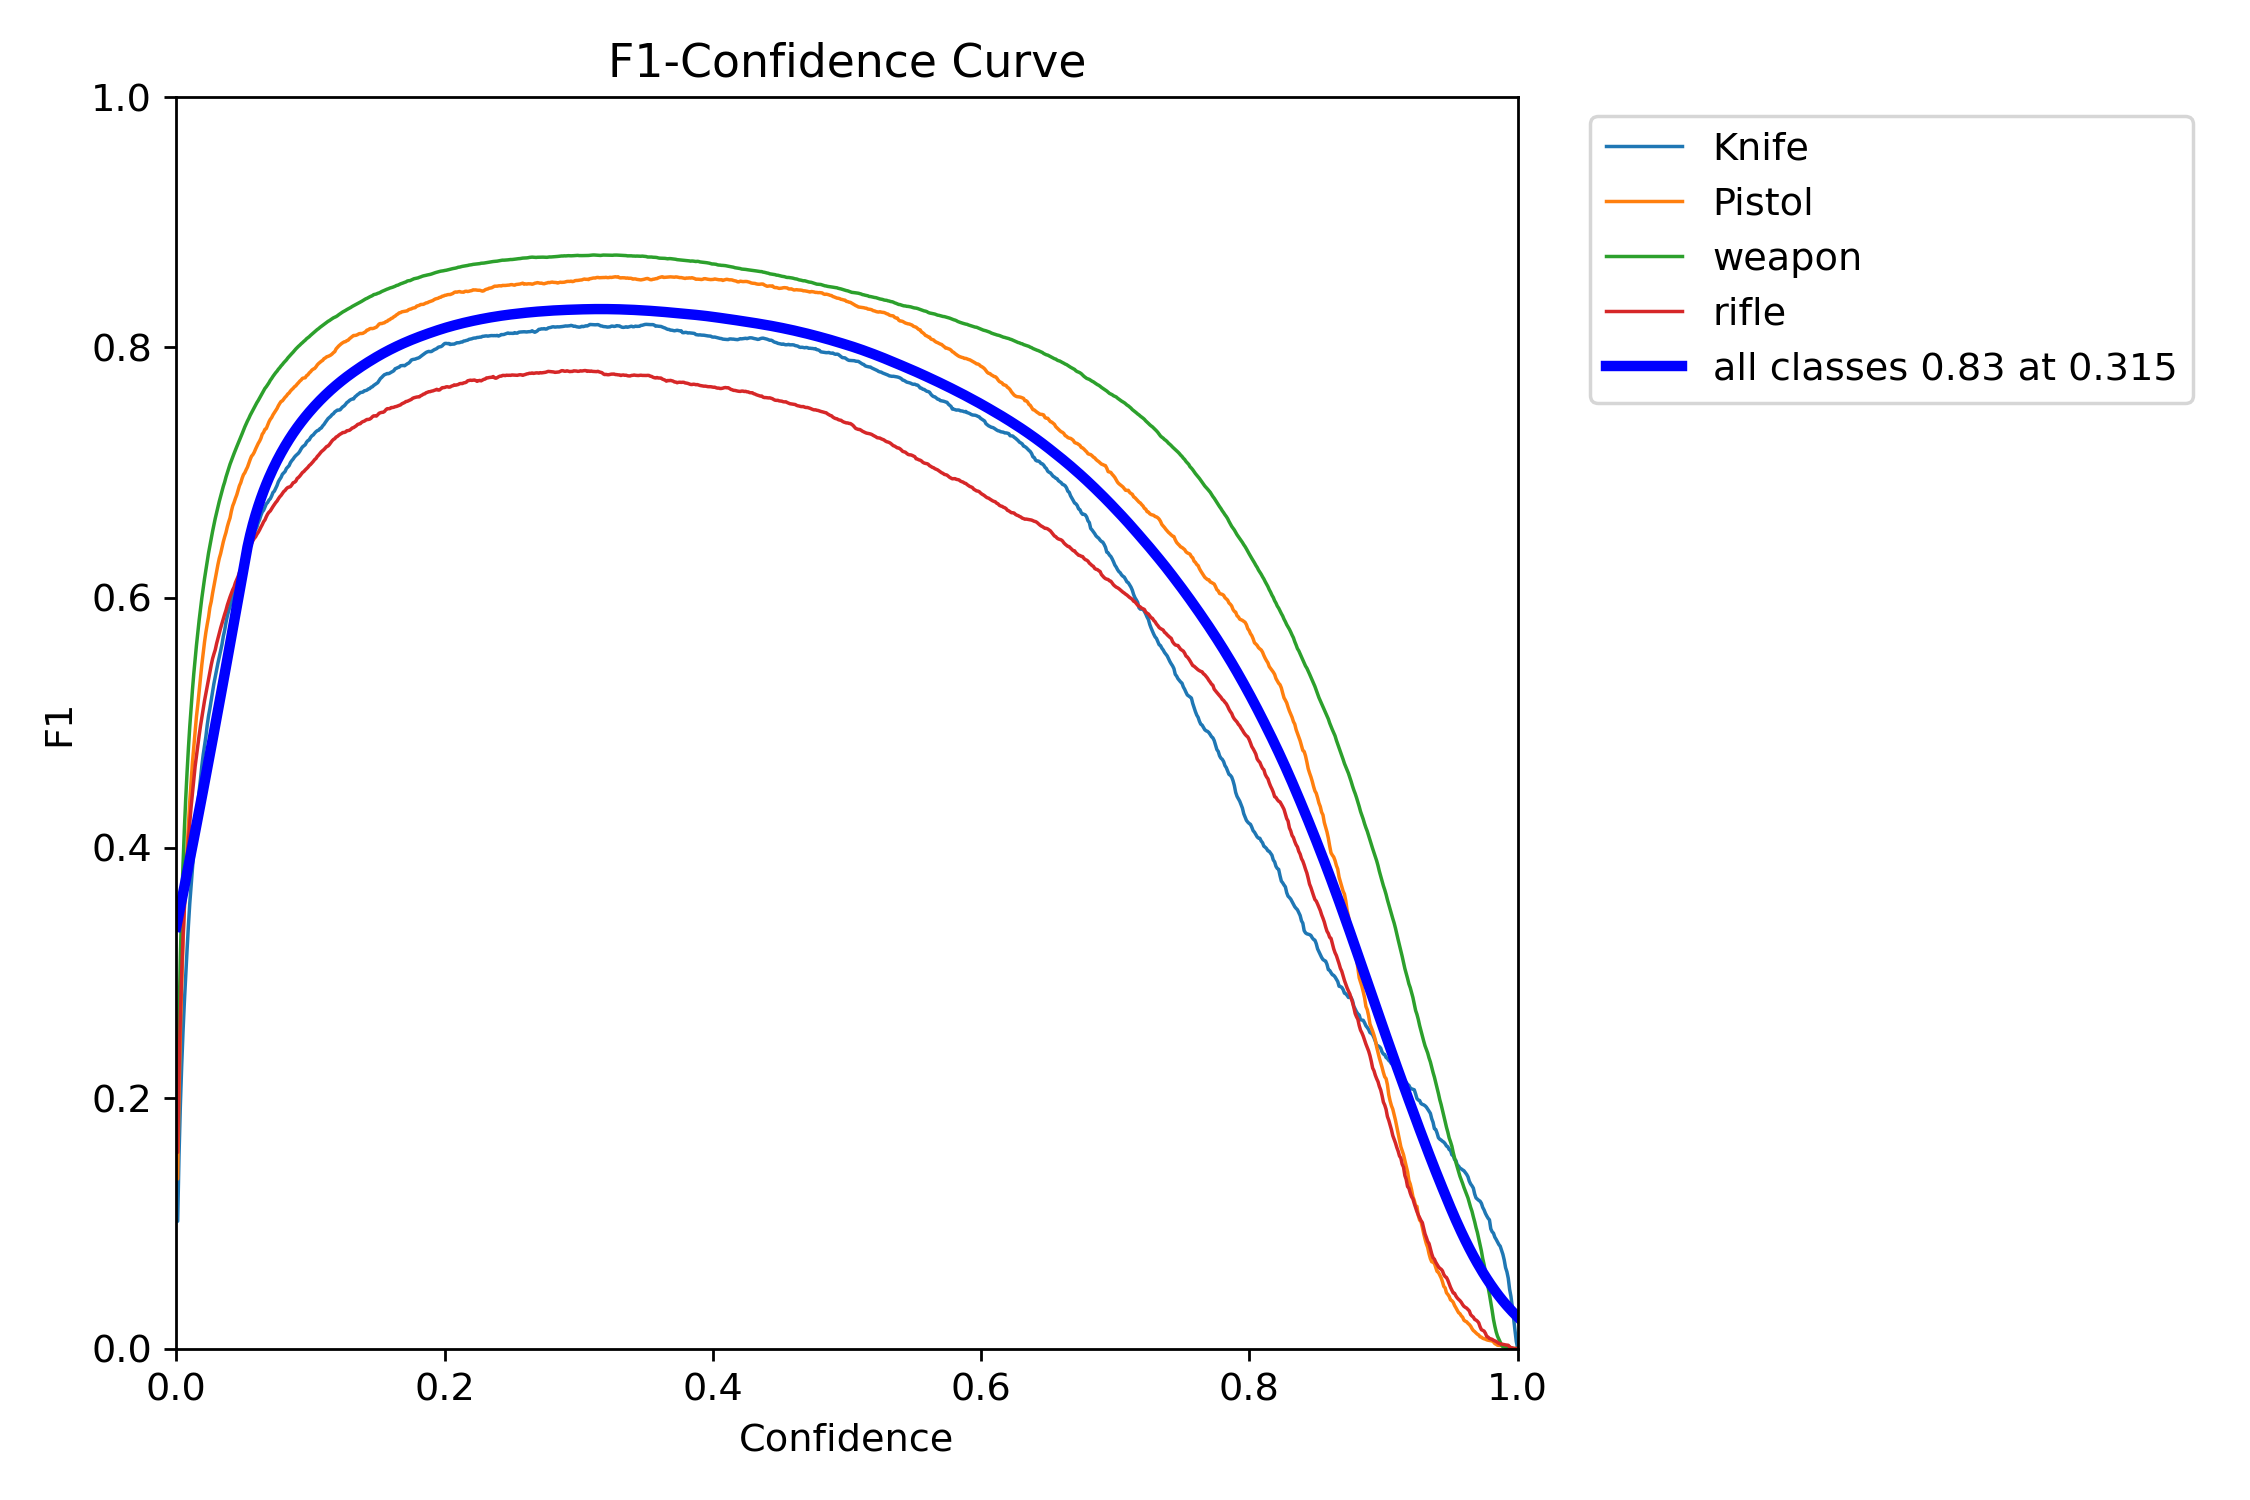 F1-Confidence Curve
1.0
0.8
0.6
0.4
0.2
0.0
F1
0.0 0.2 0.4 0.6 0.8 1.0
Confidence
Knife
Pistol
weapon
rifle
all classes 0.83 at 0.315